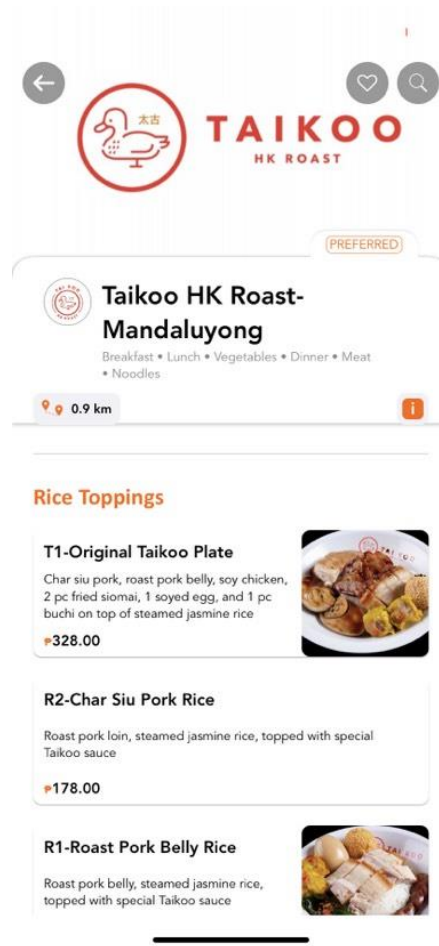 太古
TAIKOO
HK ROAST
PREFERRED
Taikoo HK Roast-
Mandaluyong
Breakfast • Lunch • Vegetables • Dinner • Meat
• Noodles
0.9 km
i
Rice Toppings
T1-Original Taikoo Plate
Char siu pork, roast pork belly, soy chicken,
2 pc fried siomai, 1 soyed egg, and 1 pc
buchi on top of steamed jasmine rice
₱328.00
R2-Char Siu Pork Rice
Roast pork loin, steamed jasmine rice, topped with special
Taikoo sauce
₱178.00
R1-Roast Pork Belly Rice
Roast pork belly, steamed jasmine rice,
topped with special Taikoo sauce